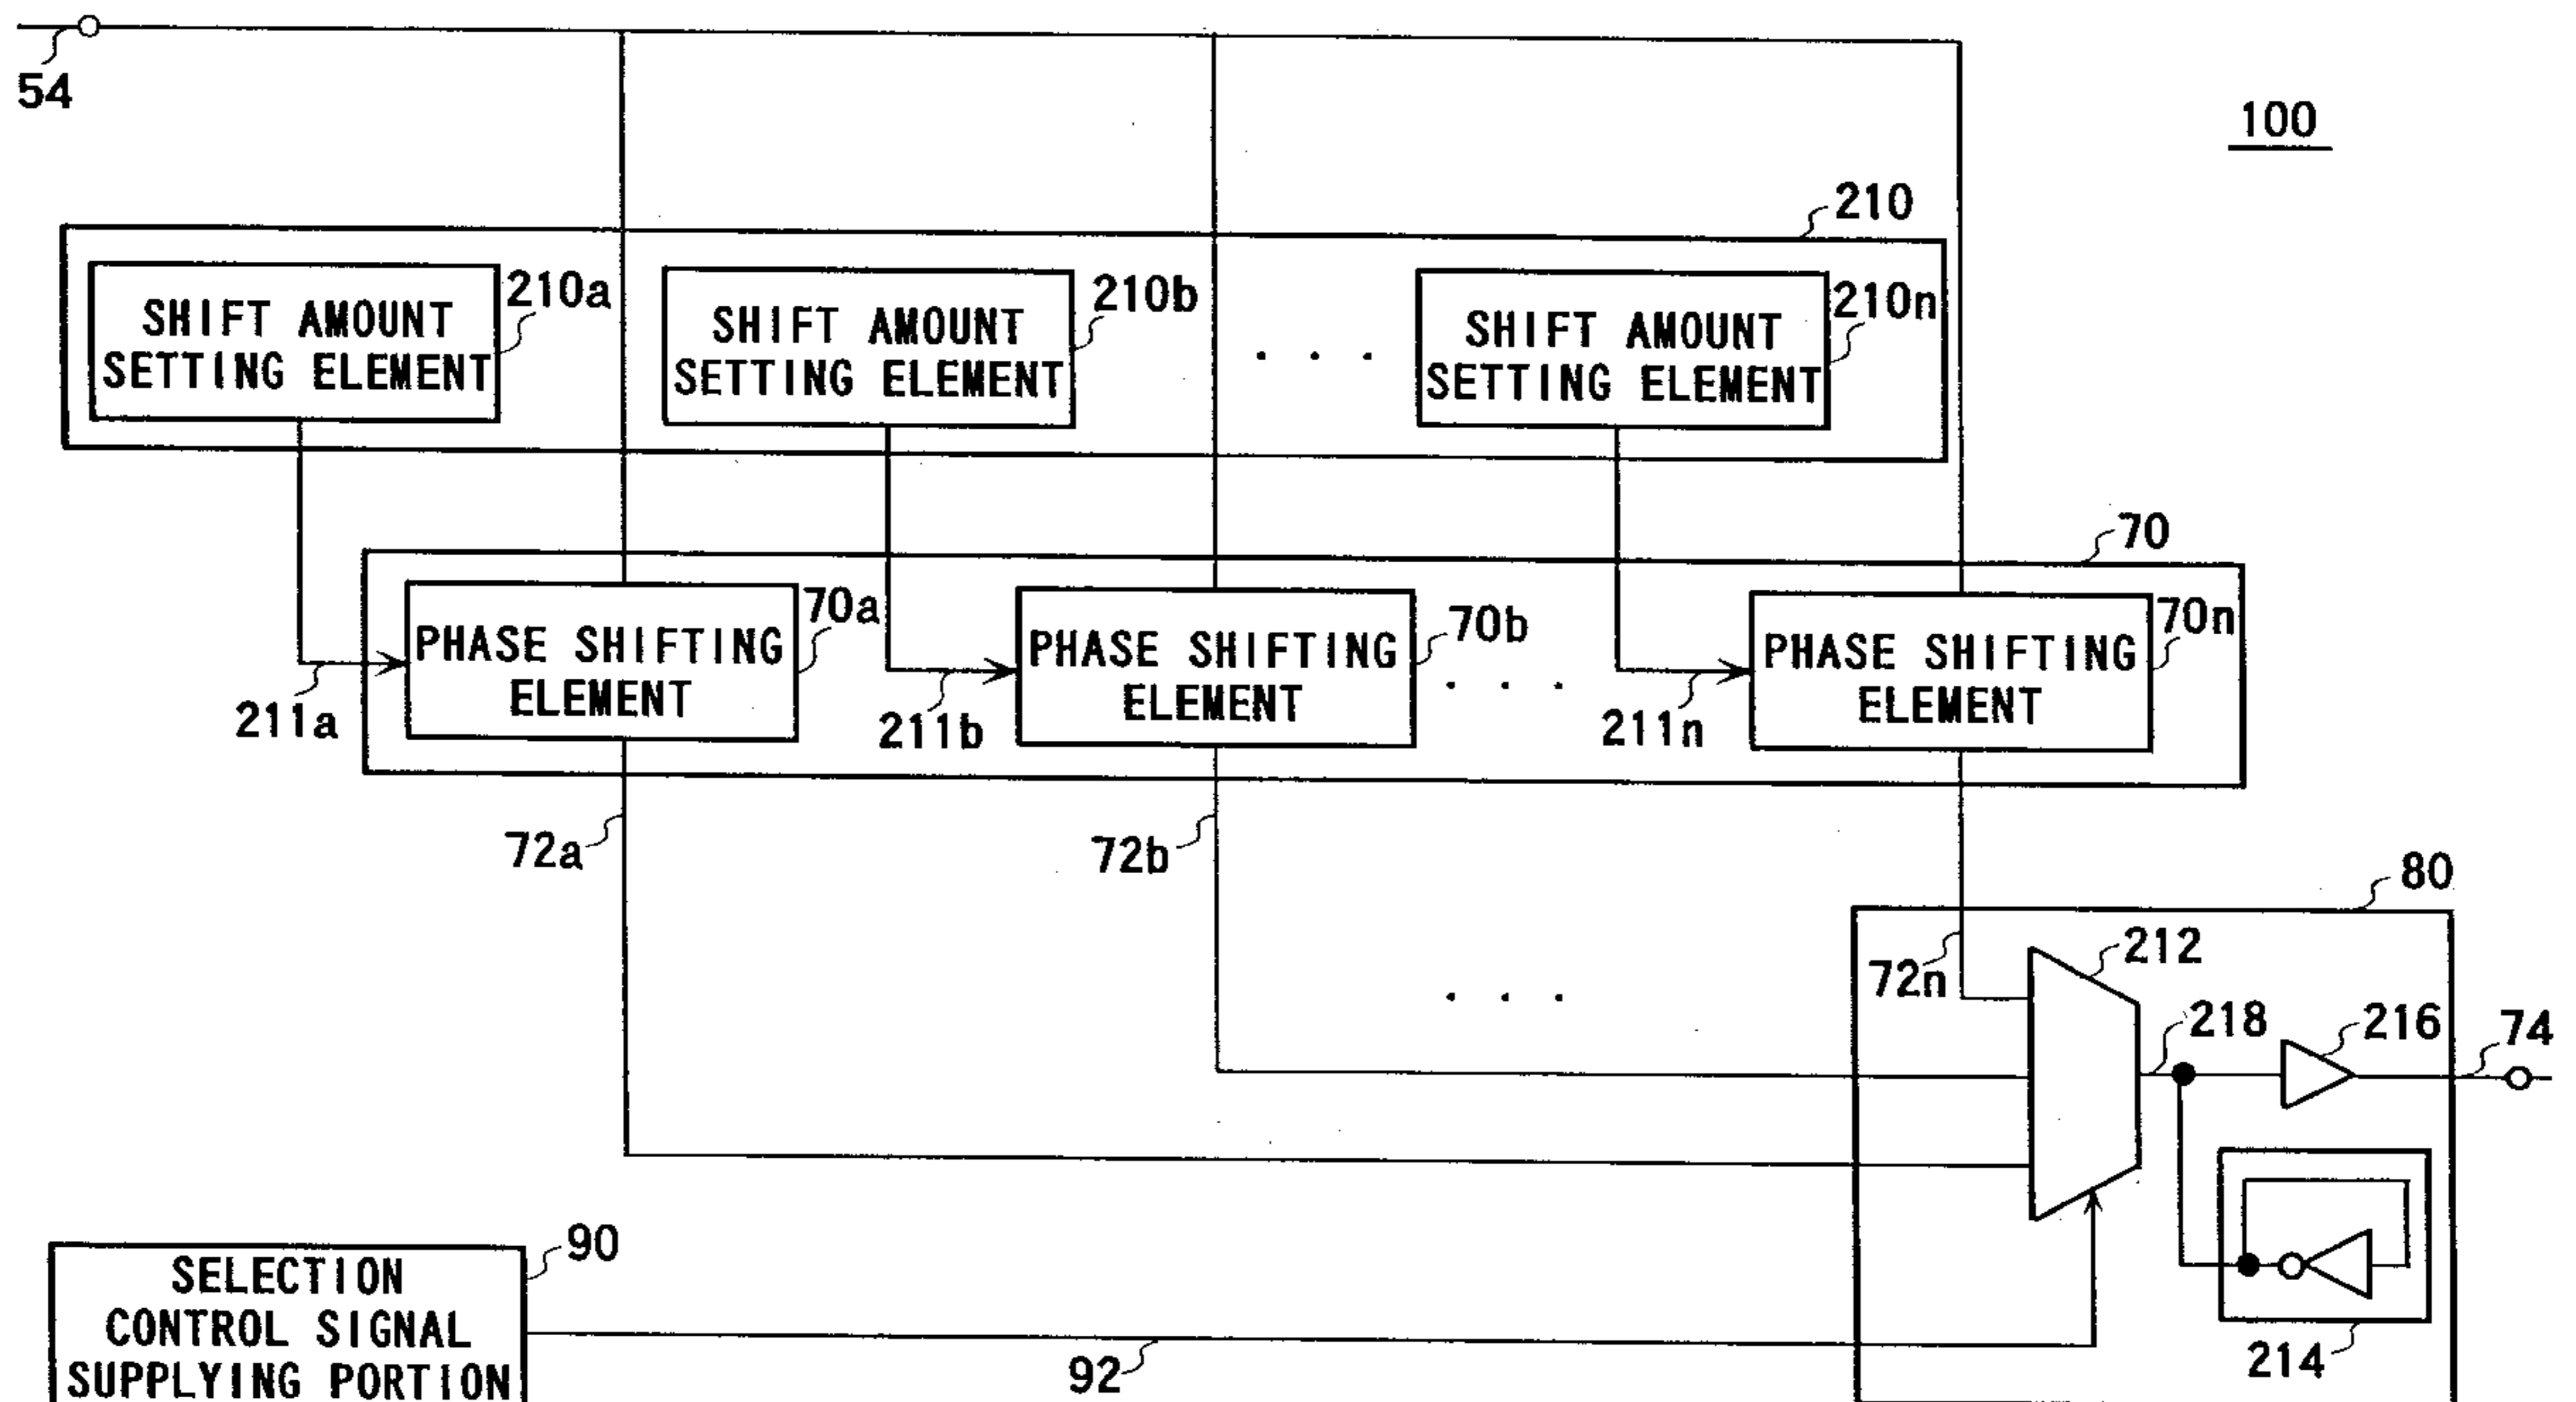 54
100
210
SHIFT AMOUNT
SETTING ELEMENT
210a
SHIFT AMOUNT
SETTING ELEMENT
210b
. . .
SHIFT AMOUNT
SETTING ELEMENT
210n
70
PHASE SHIFTING
ELEMENT
70a
PHASE SHIFTING
ELEMENT
70b
. . .
PHASE SHIFTING
ELEMENT
70n
211a
211b
211n
72a
72b
72n
. . .
80
212
218
216
74
214
90
SELECTION
CONTROL SIGNAL
SUPPLYING PORTION
92